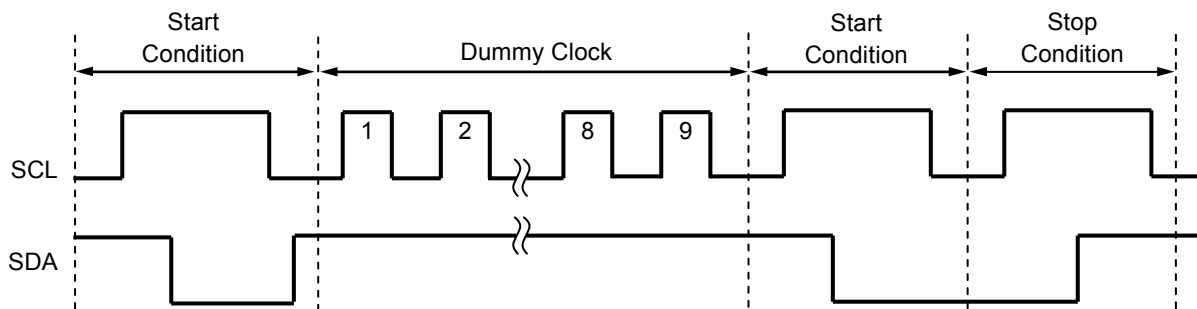 Start
Condition
Dummy Clock
Start
Condition
Stop
Condition
SCL
1
2
8
9
SDA